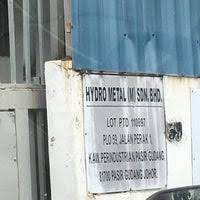 HYDRO METAL (M) SDN. BHD.
LOT PTD 110897
PLO 59, JALAN PERAK 1,
KAW. PERINDUSTRIAN PASIR GUDANG
81700 PASIR GUDANG JOHOR.